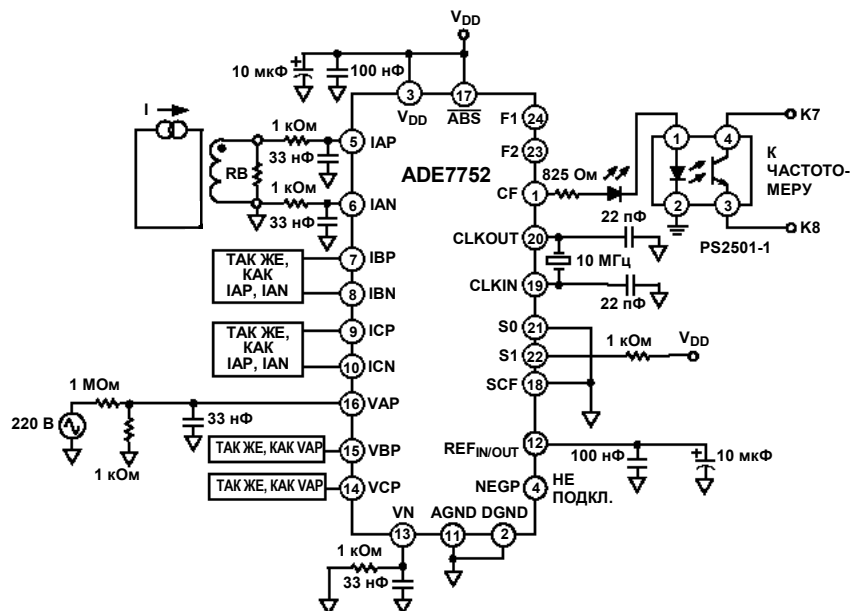 VDD
10 мкФ
+
100 нФ
3
VDD
17
ABS
I
1 кОм
5
IAP
33 нФ
RB
1 кОм
6
IAN
33 нФ
ADE7752
F1
24
F2
23
CF
1
825 Ом
1
4
2
3
K7
К
ЧАСТОТО-
МЕРУ
K8
PS2501-1
22 пФ
CLKOUT
20
10 МГц
CLKIN
19
22 пФ
ТАК ЖЕ,
КАК
IAP, IAN
7
IBP
8
IBN
ТАК ЖЕ,
КАК
IAP, IAN
9
ICP
10
ICN
S0
21
S1
22
1 кОм
VDD
SCF
18
1 МОм
220 В
1 кОм
33 нФ
16
VAP
ТАК ЖЕ, КАК VAP
15
VBP
ТАК ЖЕ, КАК VAP
14
VCP
REFIN/OUT
12
100 нФ
+
10 мкФ
NEGP
4
НЕ
ПОДКЛ.
VN
13
AGND
11
DGND
2
1 кОм
33 нФ